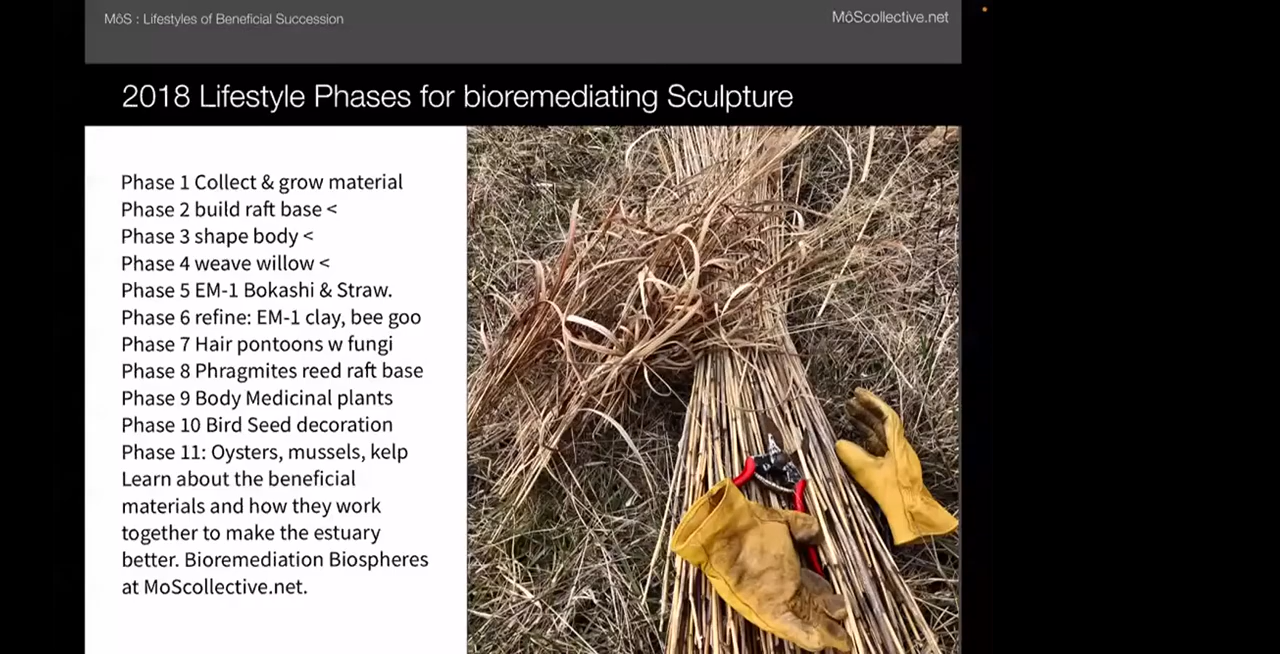 MôS : Lifestyles of Beneficial Succession
MôScollective.net
2018 Lifestyle Phases for bioremediating Sculpture
Phase 1 Collect & grow material
Phase 2 build raft base <
Phase 3 shape body <
Phase 4 weave willow <
Phase 5 EM-1 Bokashi & Straw.
Phase 6 refine: EM-1 clay, bee goo
Phase 7 Hair pontoons w fungi
Phase 8 Phragmites reed raft base
Phase 9 Body Medicinal plants
Phase 10 Bird Seed decoration
Phase 11: Oysters, mussels, kelp
Learn about the beneficial
materials and how they work
together to make the estuary
better. Bioremediation Biospheres
at MoScollective.net.